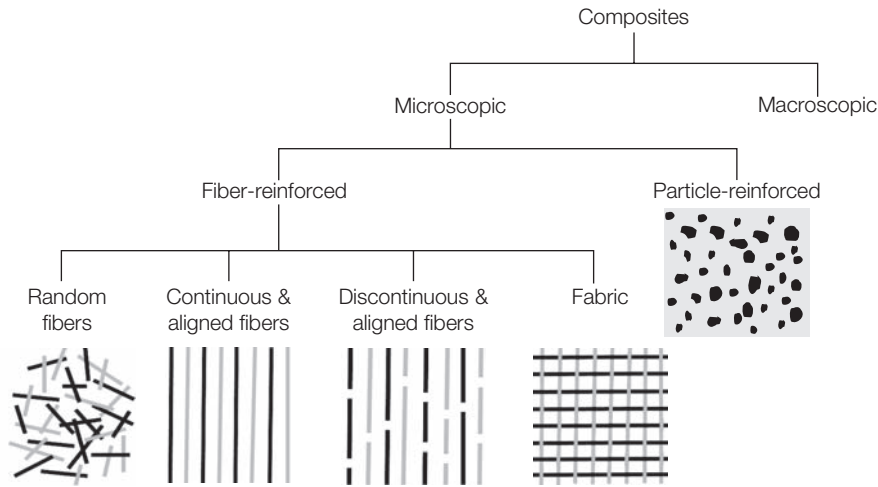 Composites
Microscopic
Macroscopic
Fiber-reinforced
Particle-reinforced
Random
fibers
Continuous &
aligned fibers
Discontinuous &
aligned fibers
Fabric